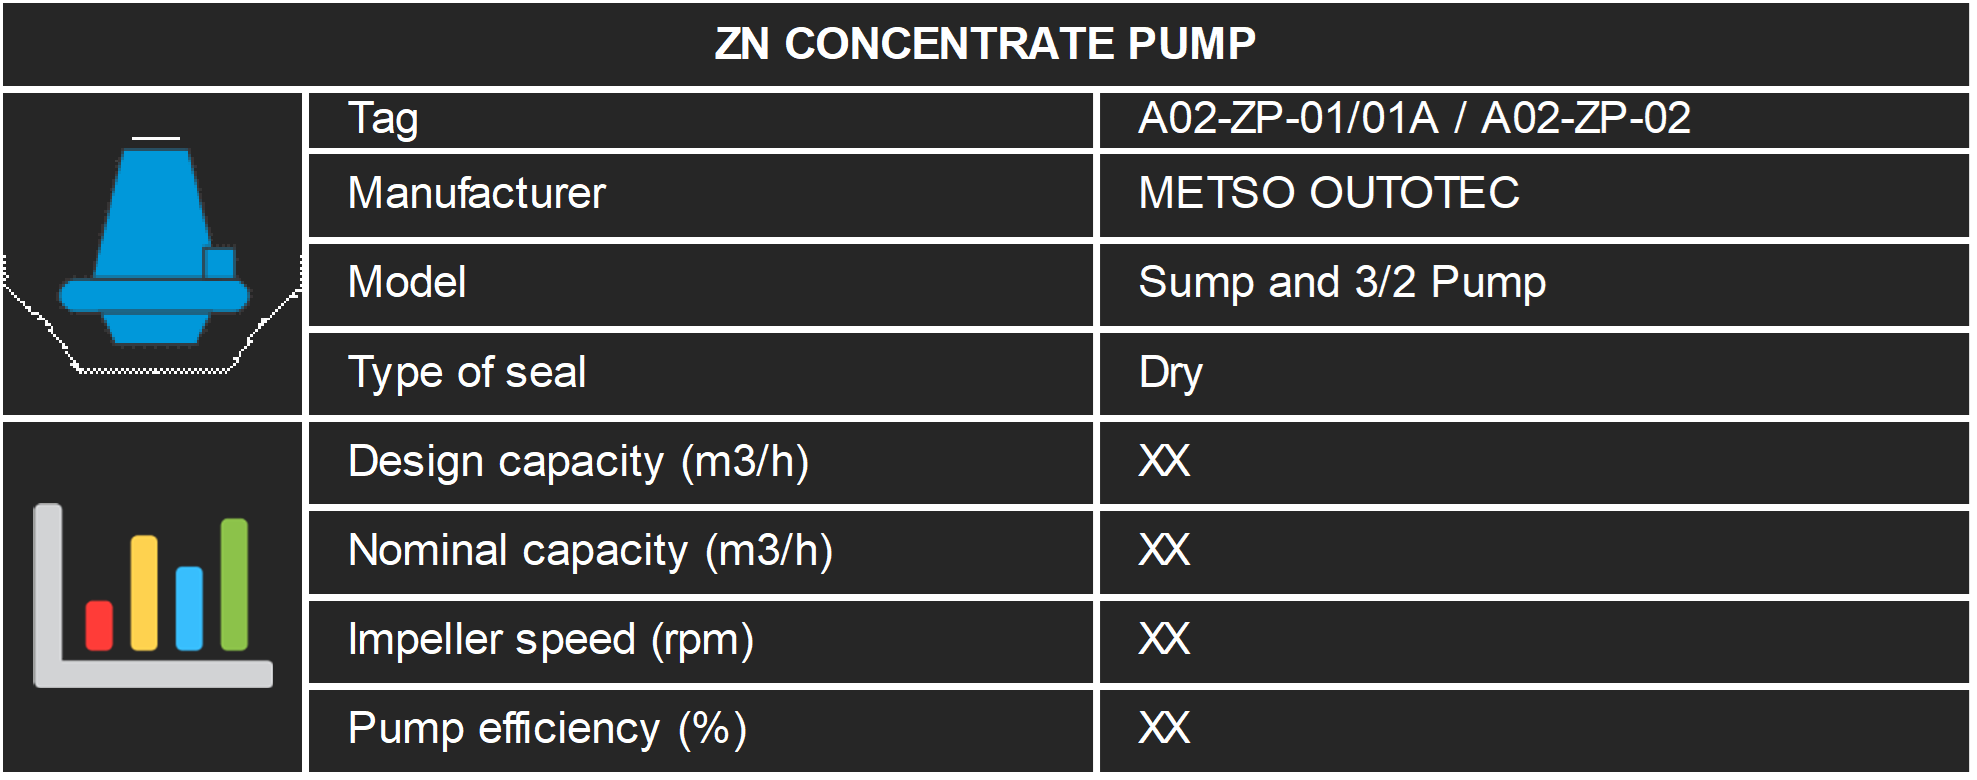 ZN CONCENTRATE PUMP
Tag A02-ZP-01/01A / A02-ZP-02
Manufacturer METSO OUTOTEC
Model Sump and 3/2 Pump
Type of seal Dry
Design capacity (m3/h) XX
Nominal capacity (m3/h) XX
Impeller speed (rpm) XX
Pump efficiency (%) XX